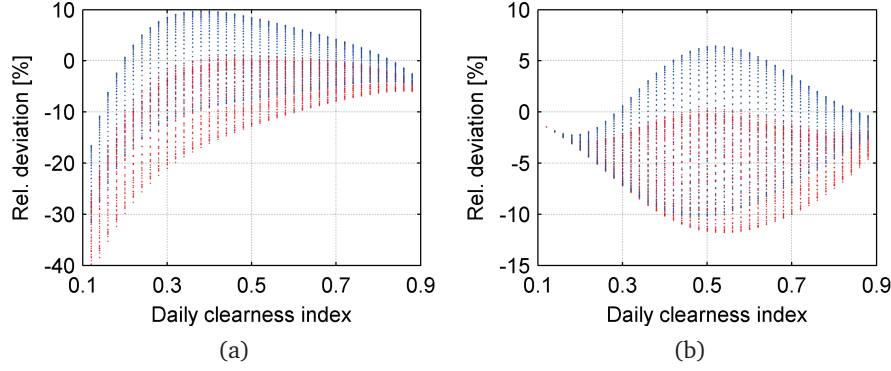 Rel. deviation [%]
10
0
-10
-20
-30
-40
0.1 0.3 0.5 0.7 0.9
Daily clearness index
(a)
Rel. deviation [%]
10
5
0
-5
-10
-15
0.1 0.3 0.5 0.7 0.9
Daily clearness index
(b)